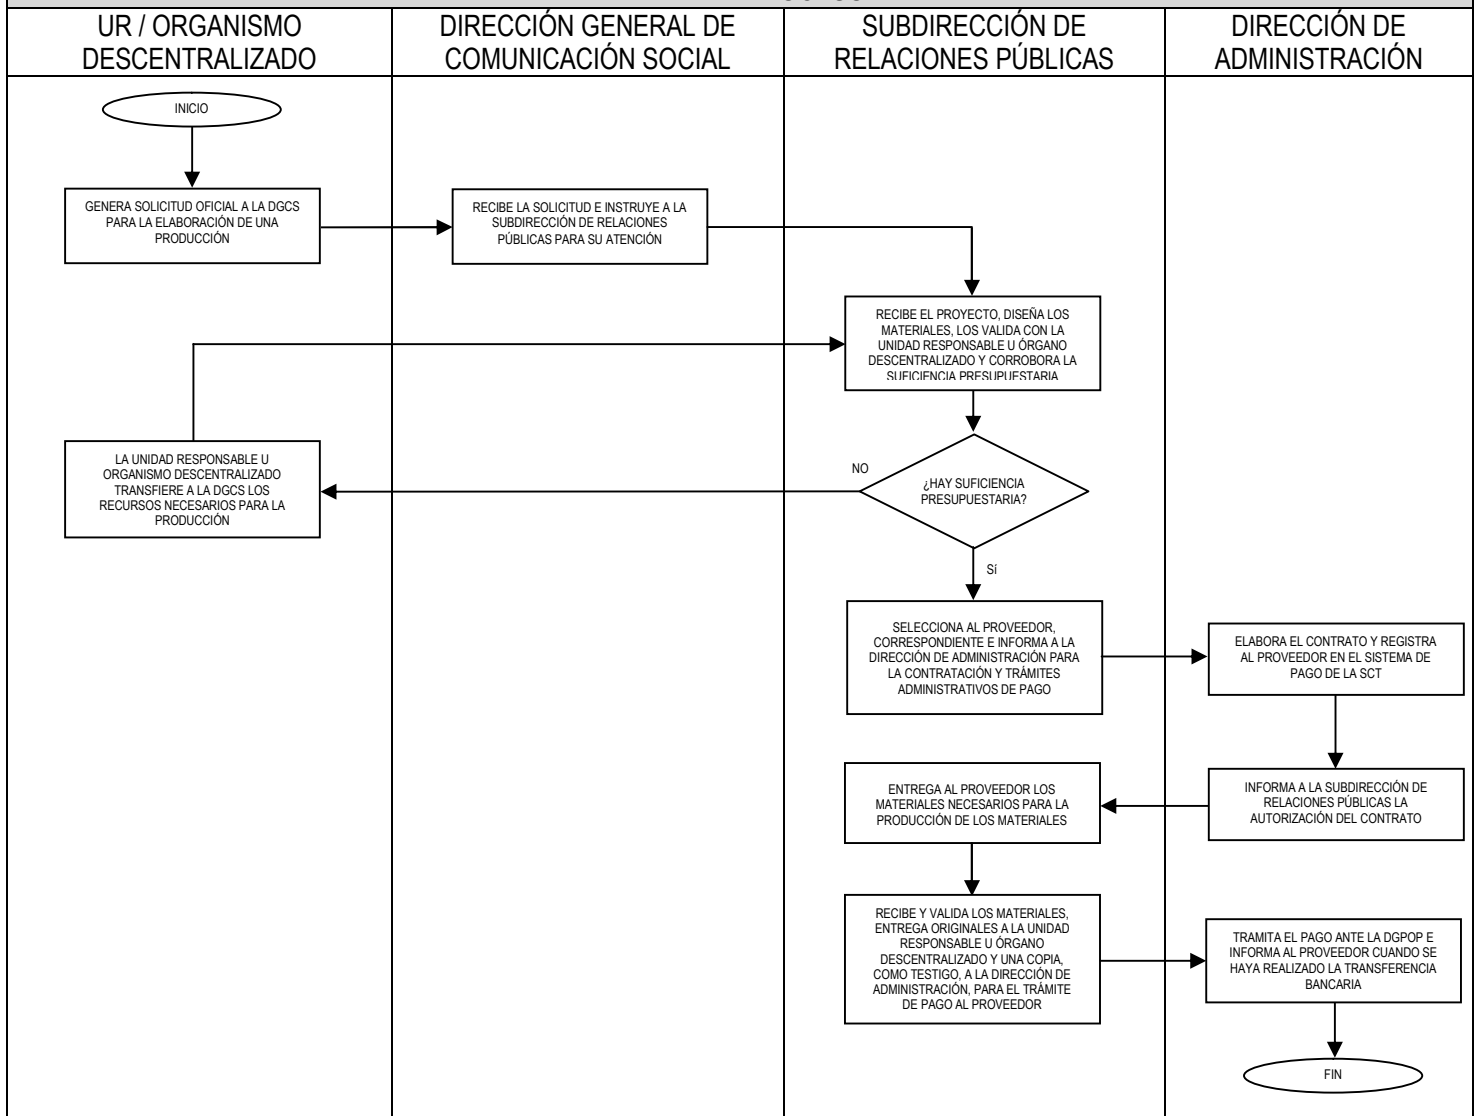 UR / ORGANISMO
DESCENTRALIZADO
DIRECCIÓN GENERAL DE
COMUNICACIÓN SOCIAL
SUBDIRECCIÓN DE
RELACIONES PÚBLICAS
DIRECCIÓN DE
ADMINISTRACIÓN
INICIO
GENERA SOLICITUD OFICIAL A LA DGCS
PARA LA ELABORACIÓN DE UNA
PRODUCCIÓN
RECIBE LA SOLICITUD E INSTRUYE A LA
SUBDIRECCIÓN DE RELACIONES
PÚBLICAS PARA SU ATENCIÓN
RECIBE EL PROYECTO, DISEÑA LOS
MATERIALES, LOS VALIDA CON LA
UNIDAD RESPONSABLE U ÓRGANO
DESCENTRALIZADO Y CORROBORA LA
SUFICIENCIA PRESUPUESTARIA
LA UNIDAD RESPONSABLE U
ORGANISMO DESCENTRALIZADO
TRANSFIERE A LA DGCS LOS
RECURSOS NECESARIOS PARA LA
PRODUCCIÓN
NO
¿HAY SUFICIENCIA
PRESUPUESTARIA?
Sí
SELECCIONA AL PROVEEDOR,
CORRESPONDIENTE E INFORMA A LA
DIRECCIÓN DE ADMINISTRACIÓN PARA
LA CONTRATACIÓN Y TRÁMITES
ADMINISTRATIVOS DE PAGO
ELABORA EL CONTRATO Y REGISTRA
AL PROVEEDOR EN EL SISTEMA DE
PAGO DE LA SCT
ENTREGA AL PROVEEDOR LOS
MATERIALES NECESARIOS PARA LA
PRODUCCIÓN DE LOS MATERIALES
INFORMA A LA SUBDIRECCIÓN DE
RELACIONES PÚBLICAS LA
AUTORIZACIÓN DEL CONTRATO
RECIBE Y VALIDA LOS MATERIALES,
ENTREGA ORIGINALES A LA UNIDAD
RESPONSABLE U ÓRGANO
DESCENTRALIZADO Y UNA COPIA,
COMO TESTIGO, A LA DIRECCIÓN DE
ADMINISTRACIÓN, PARA EL TRÁMITE
DE PAGO AL PROVEEDOR
TRAMITA EL PAGO ANTE LA DGPOP E
INFORMA AL PROVEEDOR CUANDO SE
HAYA REALIZADO LA TRANSFERENCIA
BANCARIA
FIN